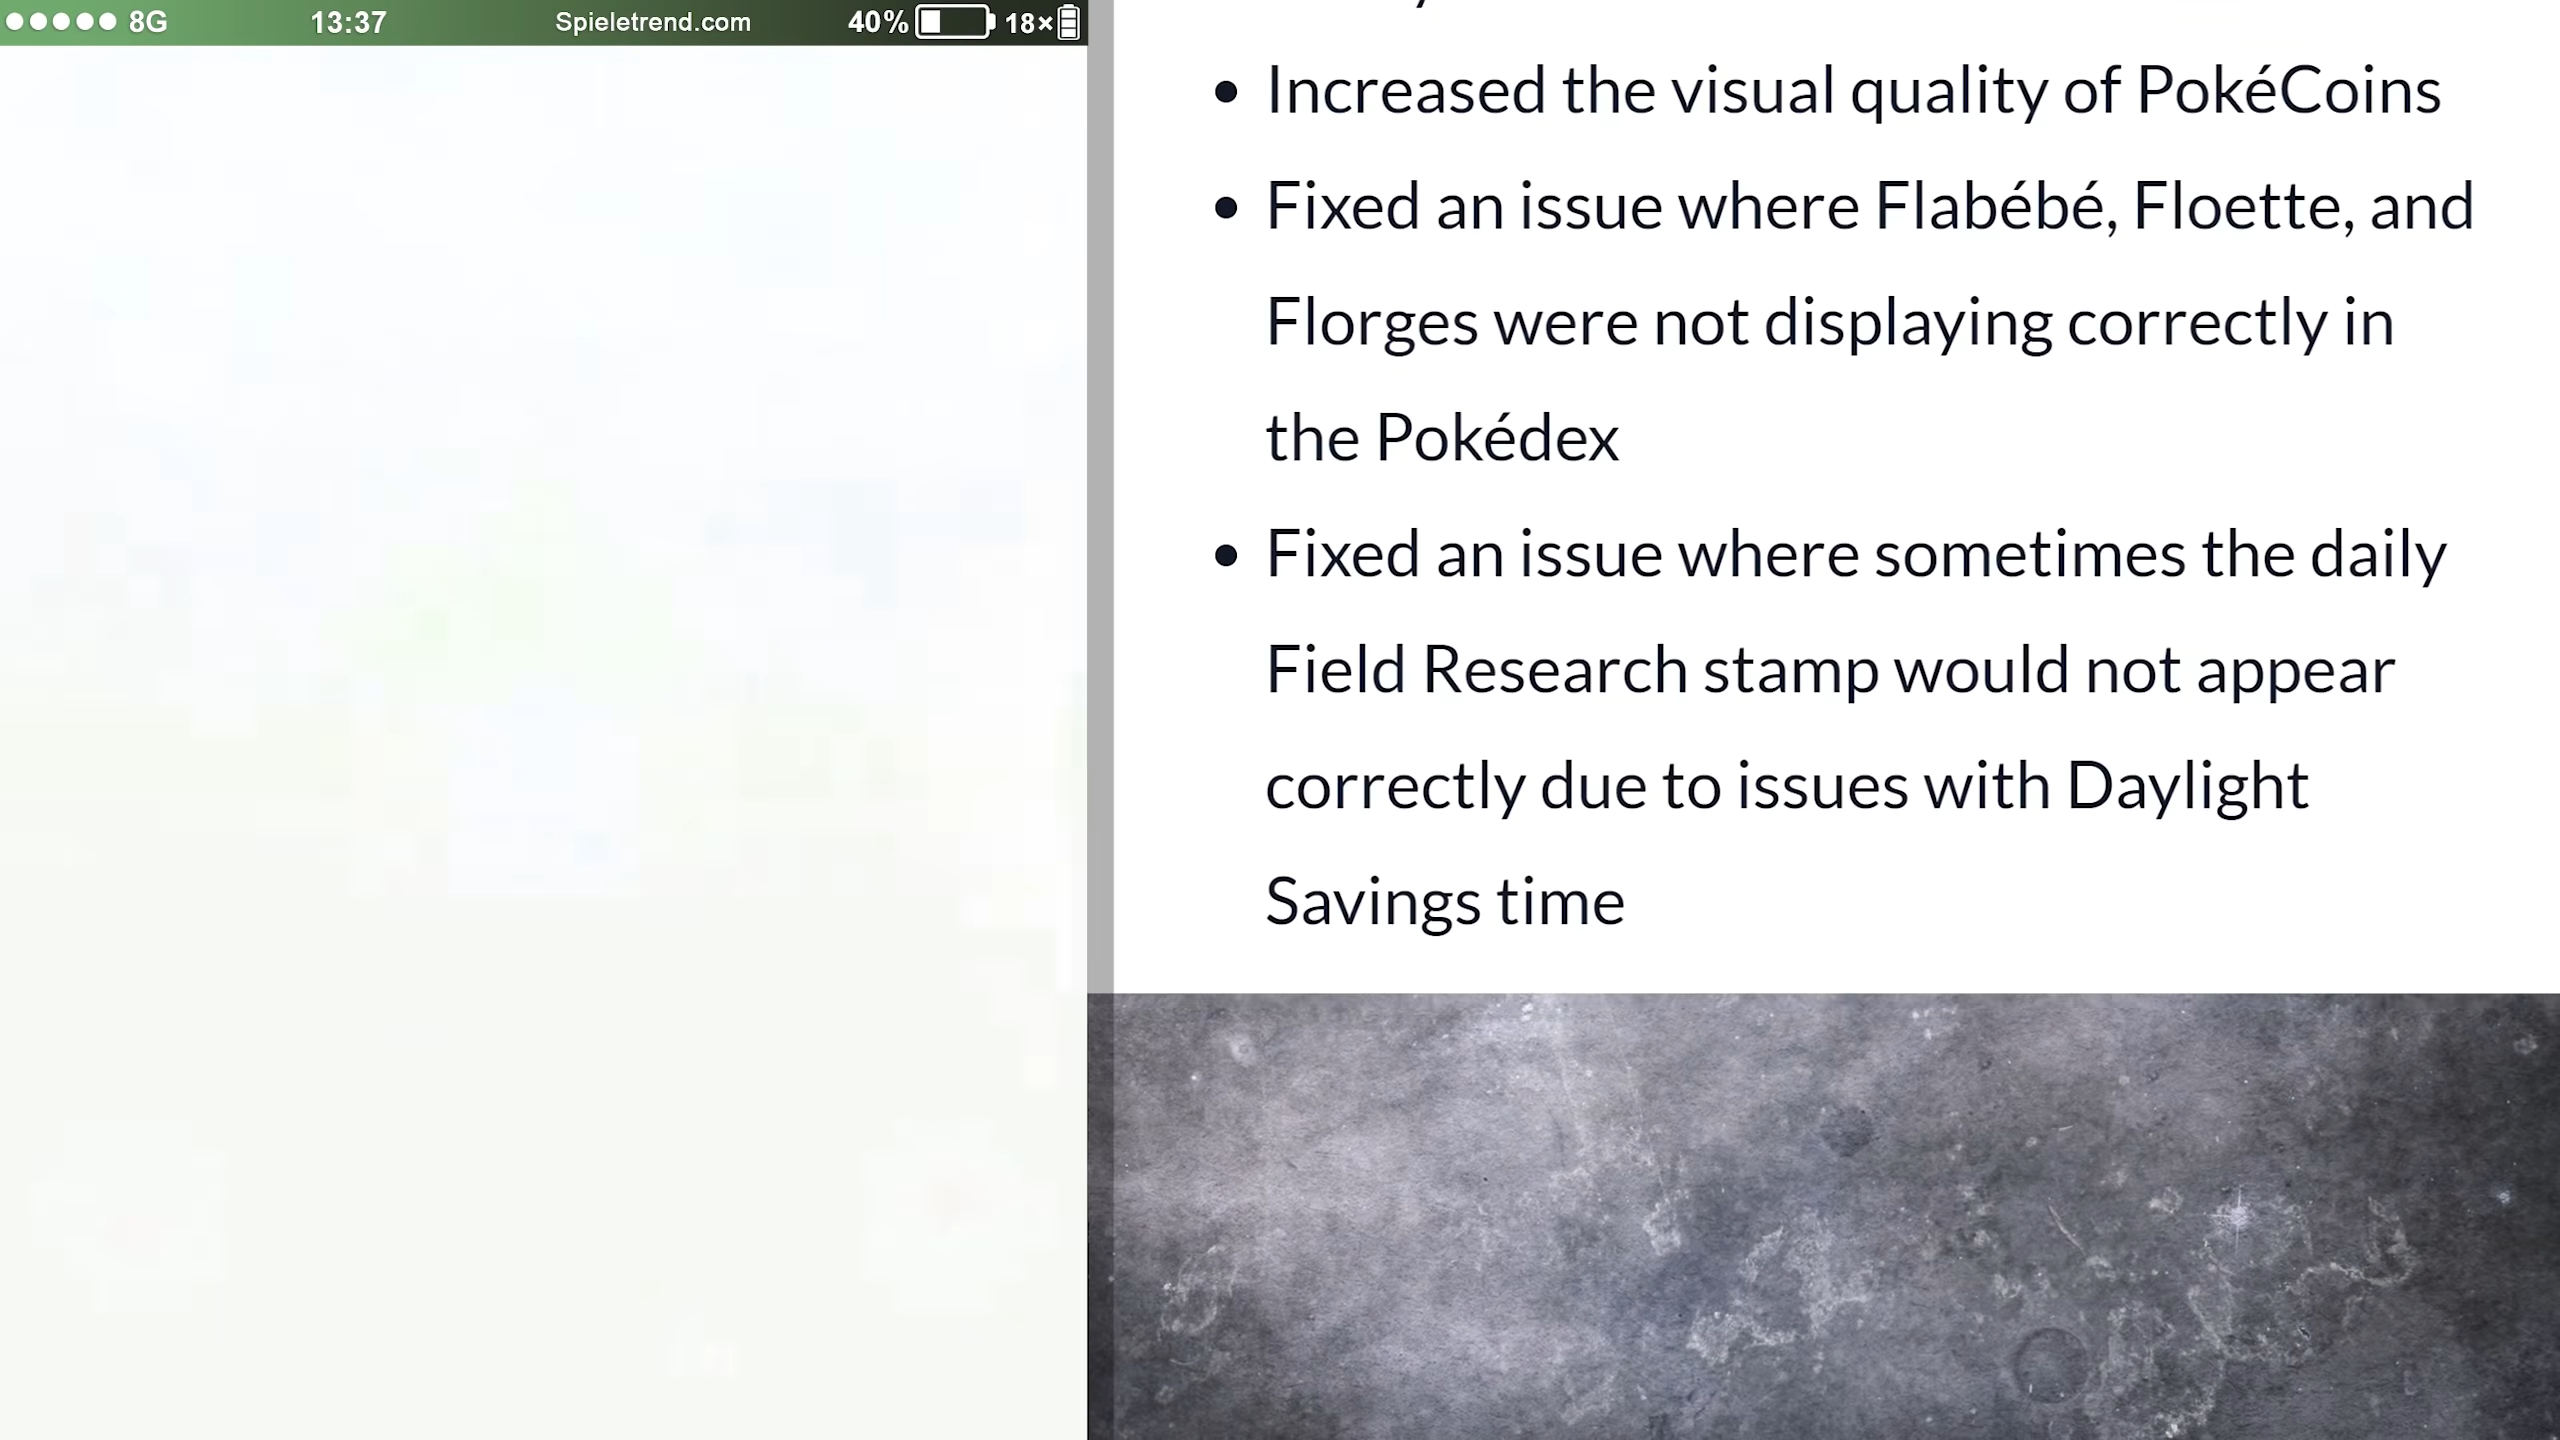 8G 13:37 Spieletrend.com 40% 18×
• Increased the visual quality of PokéCoins
• Fixed an issue where Flabébé, Floette, and
Florges were not displaying correctly in
the Pokédex
• Fixed an issue where sometimes the daily
Field Research stamp would not appear
correctly due to issues with Daylight
Savings time